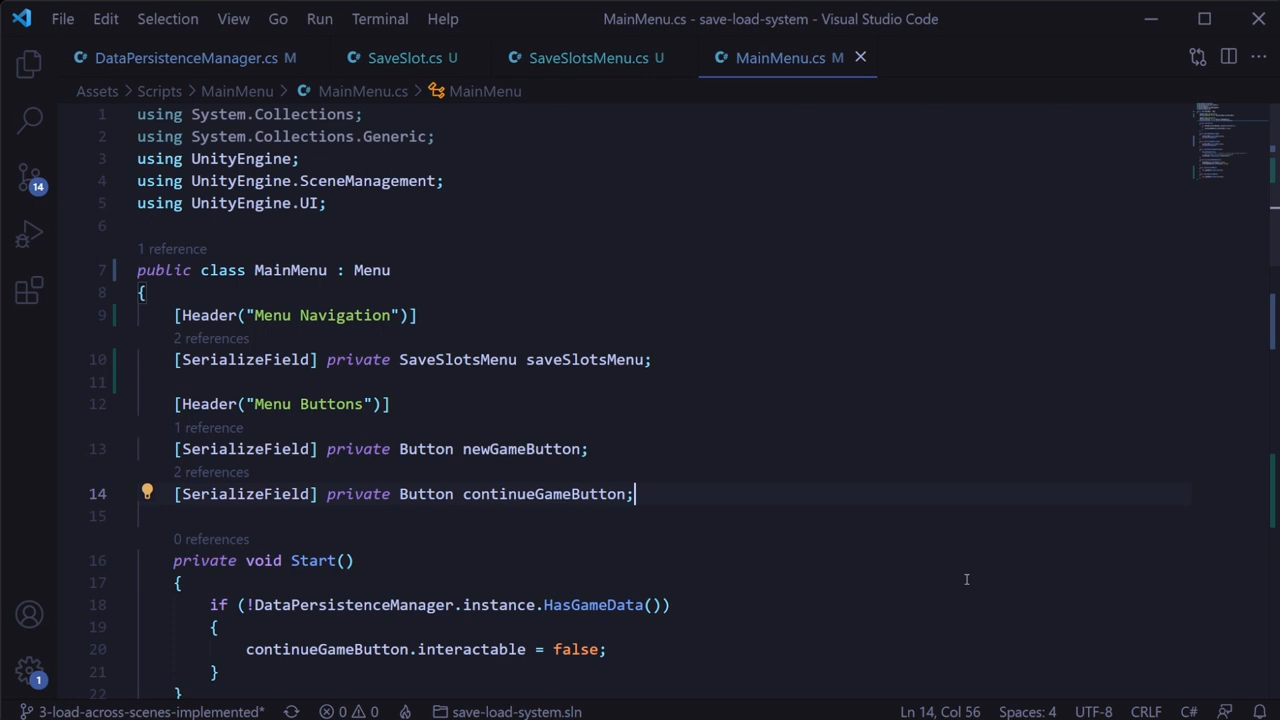 File Edit Selection View Go Run Terminal Help MainMenu.cs - save-load-system - Visual Studio Code
DataPersistenceManager.cs M SaveSlot.cs U SaveSlotsMenu.cs U MainMenu.cs M
Assets > Scripts > MainMenu > MainMenu.cs > MainMenu
1 using System.Collections;
2 using System.Collections.Generic;
3 using UnityEngine;
4 using UnityEngine.SceneManagement;
5 using UnityEngine.UI;
6
1 reference
7 public class MainMenu : Menu
8 {
9 [Header("Menu Navigation")]
2 references
10 [SerializeField] private SaveSlotsMenu saveSlotsMenu;
11
12 [Header("Menu Buttons")]
1 reference
13 [SerializeField] private Button newGameButton;
2 references
14 [SerializeField] private Button continueGameButton;
15
0 references
16 private void Start()
17 {
18 if (!DataPersistenceManager.instance.HasGameData())
19 {
20 continueGameButton.interactable = false;
21 }
22 }
14
1
3-load-across-scenes-implemented* 0 0 save-load-system.sln Ln 14, Col 56 Spaces: 4 UTF-8 CRLF C#